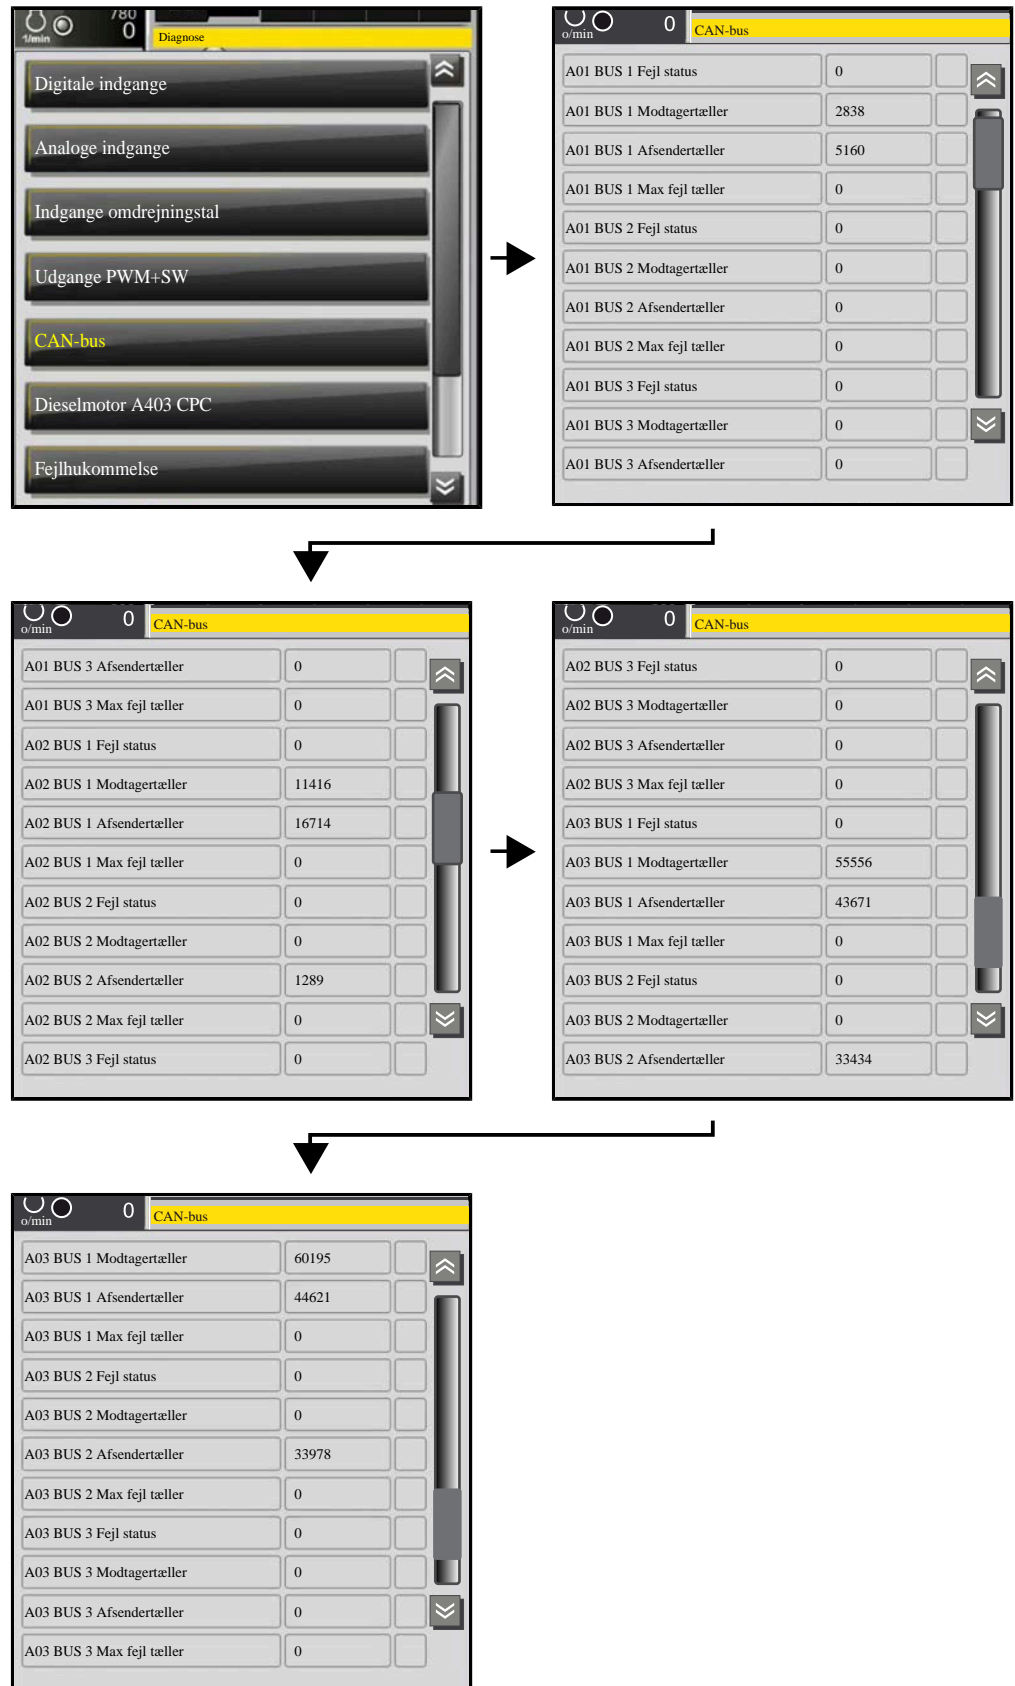 780
1/min 0 Diagnose
Digitale indgange
Analoge indgange
Indgange omdrejningstal
Udgange PWM+SW
CAN-bus
Dieselmotor A403 CPC
Fejlhukommelse
o/min 0 CAN-bus
A01 BUS 1 Fejl status 0
A01 BUS 1 Modtagertæller 2838
A01 BUS 1 Afsendertæller 5160
A01 BUS 1 Max fejl tæller 0
A01 BUS 2 Fejl status 0
A01 BUS 2 Modtagertæller 0
A01 BUS 2 Afsendertæller 0
A01 BUS 2 Max fejl tæller 0
A01 BUS 3 Fejl status 0
A01 BUS 3 Modtagertæller 0
A01 BUS 3 Afsendertæller 0
o/min 0 CAN-bus
A01 BUS 3 Afsendertæller 0
A01 BUS 3 Max fejl tæller 0
A02 BUS 1 Fejl status 0
A02 BUS 1 Modtagertæller 11416
A02 BUS 1 Afsendertæller 16714
A02 BUS 1 Max fejl tæller 0
A02 BUS 2 Fejl status 0
A02 BUS 2 Modtagertæller 0
A02 BUS 2 Afsendertæller 1289
A02 BUS 2 Max fejl tæller 0
A02 BUS 3 Fejl status 0
o/min 0 CAN-bus
A02 BUS 3 Fejl status 0
A02 BUS 3 Modtagertæller 0
A02 BUS 3 Afsendertæller 0
A02 BUS 3 Max fejl tæller 0
A03 BUS 1 Fejl status 0
A03 BUS 1 Modtagertæller 55556
A03 BUS 1 Afsendertæller 43671
A03 BUS 1 Max fejl tæller 0
A03 BUS 2 Fejl status 0
A03 BUS 2 Modtagertæller 0
A03 BUS 2 Afsendertæller 33434
o/min 0 CAN-bus
A03 BUS 1 Modtagertæller 60195
A03 BUS 1 Afsendertæller 44621
A03 BUS 1 Max fejl tæller 0
A03 BUS 2 Fejl status 0
A03 BUS 2 Modtagertæller 0
A03 BUS 2 Afsendertæller 33978
A03 BUS 2 Max fejl tæller 0
A03 BUS 3 Fejl status 0
A03 BUS 3 Modtagertæller 0
A03 BUS 3 Afsendertæller 0
A03 BUS 3 Max fejl tæller 0